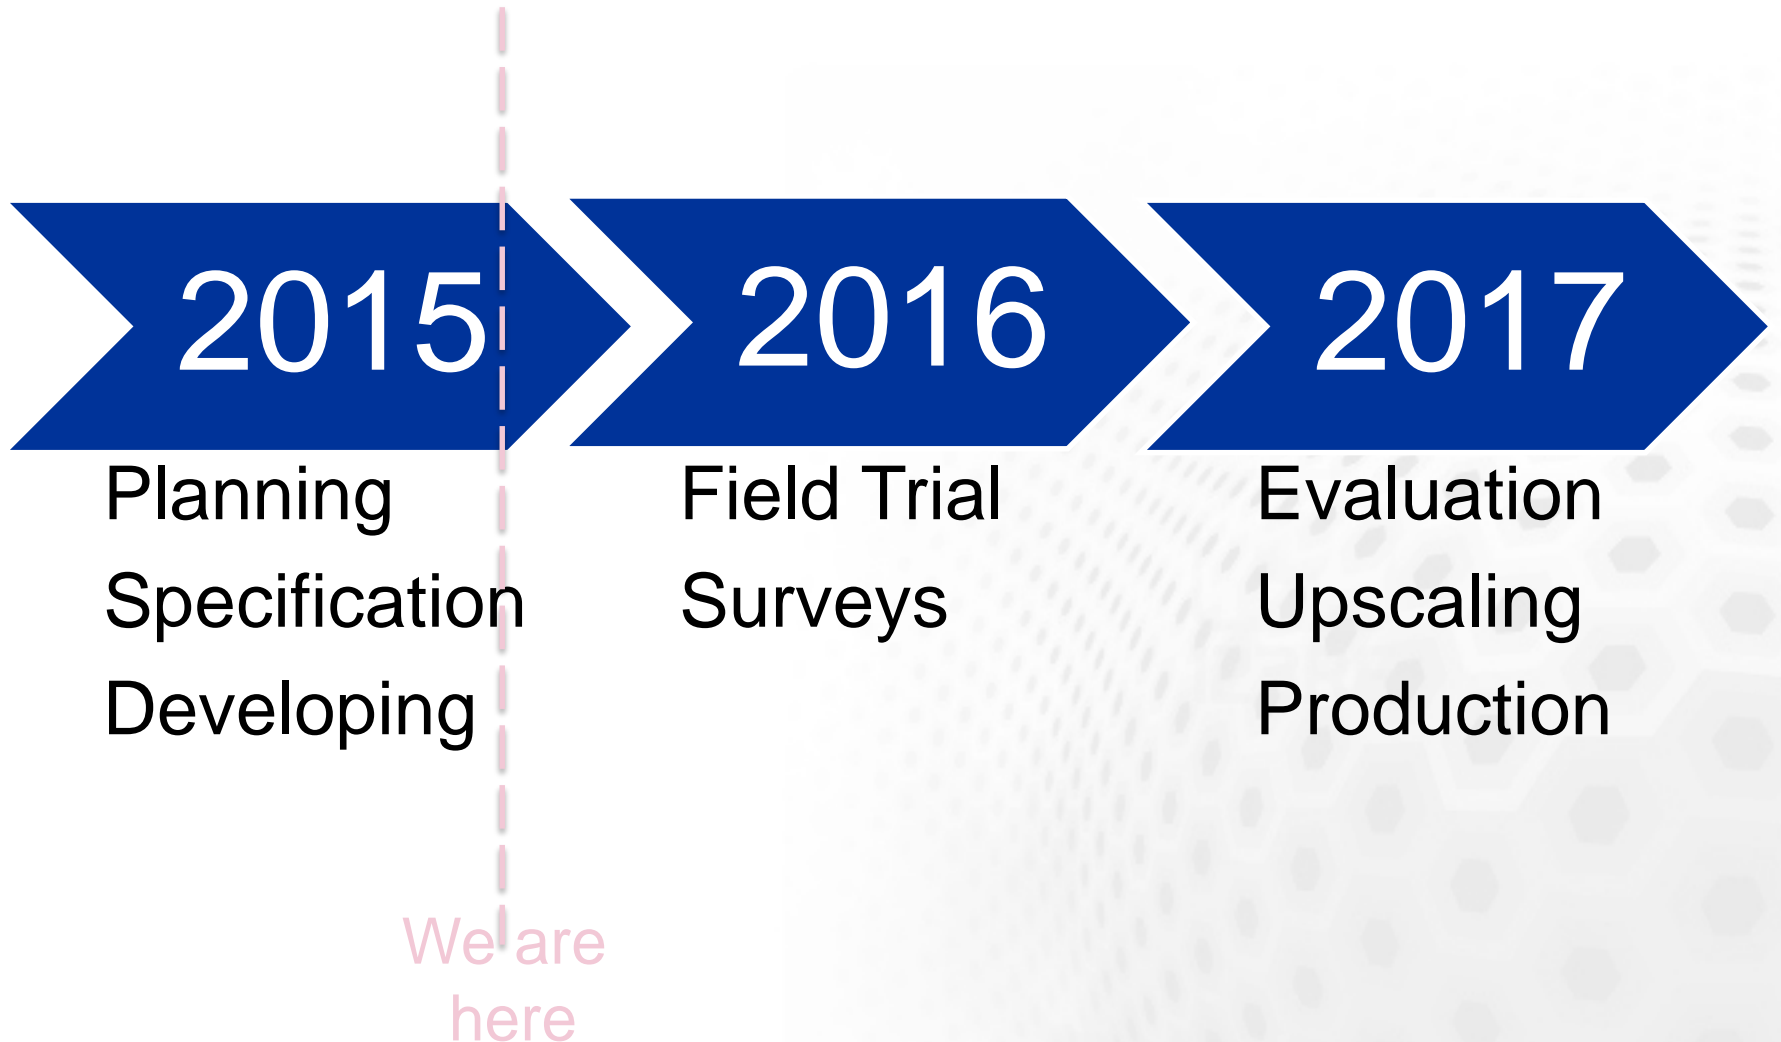 2015
2016
2017
Planning
Specification
Developing
Field Trial
Surveys
Evaluation
Upscaling
Production
We are
here